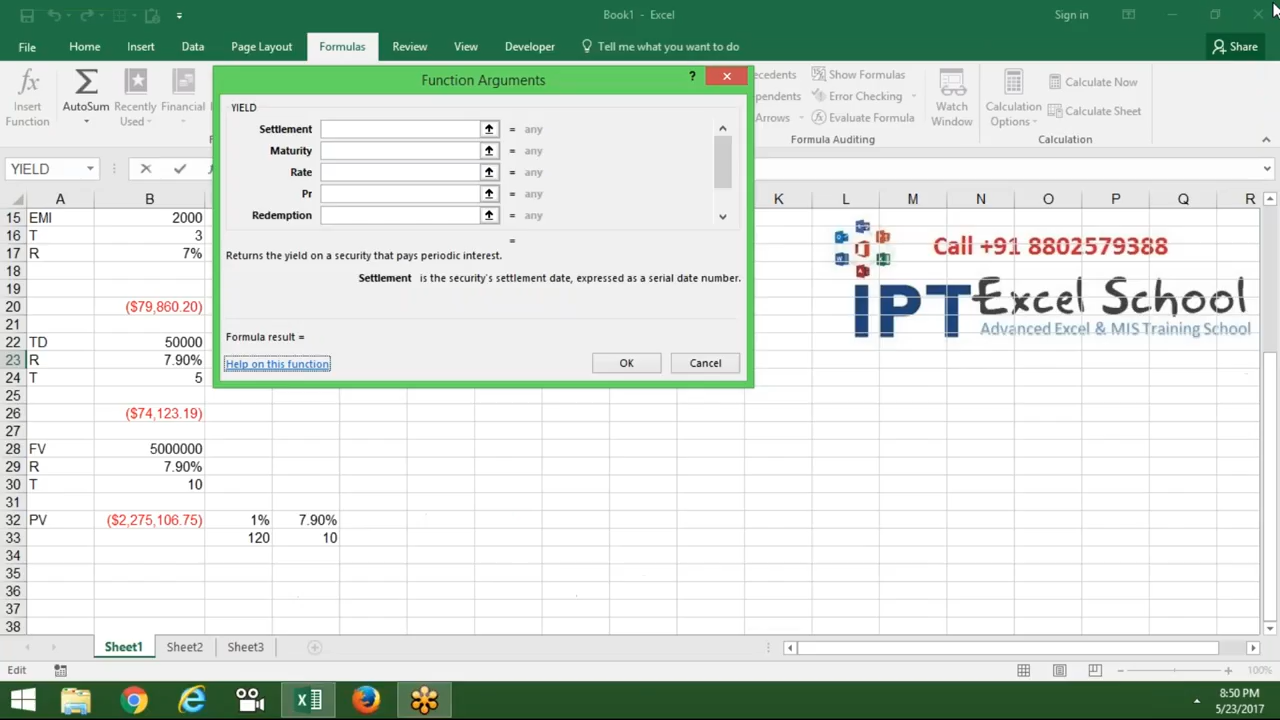 Book1 - Excel
Sign in
File Home Insert Data Page Layout Formulas Review View Developer Tell me what you want to do Share
Insert Function
AutoSum
Recently Used
Financial
Show Formulas
Error Checking
Evaluate Formula
Watch Window
Calculation Options
Calculate Now
Calculate Sheet
Formula Auditing
Calculation
Function Arguments
?
YIELD
YIELD
Settlement = any
Maturity = any
Rate = any
Pr = any
Redemption = any
=
Returns the yield on a security that pays periodic interest.
Settlement is the security's settlement date, expressed as a serial date number.
Formula result =
Help on this function
OK Cancel
A B K L M N O P Q R
15 EMI 2000
16 T 3
17 R 7%
18
19
20 ($79,860.20)
21
22 TD 50000
23 R 7.90%
24 T 5
25
26 ($74,123.19)
27
28 FV 5000000
29 R 7.90%
30 T 10
31
32 PV ($2,275,106.75) 1% 7.90%
33 120 10
34
35
36
37
38
Call +91 8802579388
IPT Excel School
Advanced Excel & MIS Training School
Sheet1 Sheet2 Sheet3
Edit
100%
8:50 PM
5/23/2017